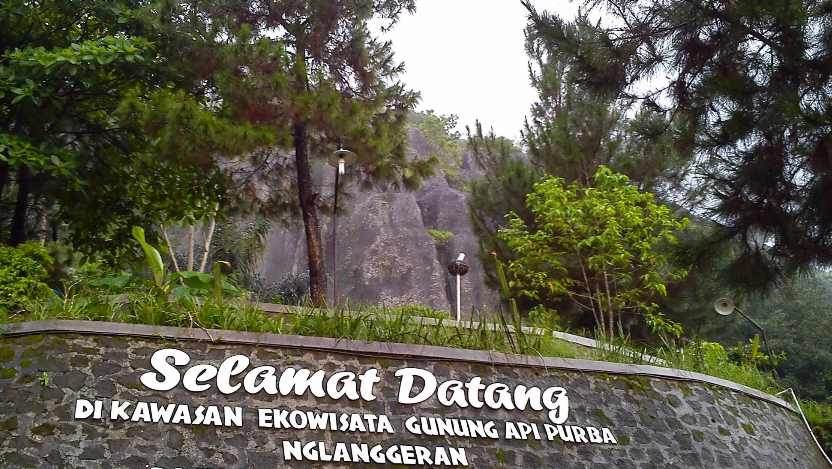 Selamat Datang
DI KAWASAN EKOWISATA GUNUNG API PURBA
NGLANGGERAN